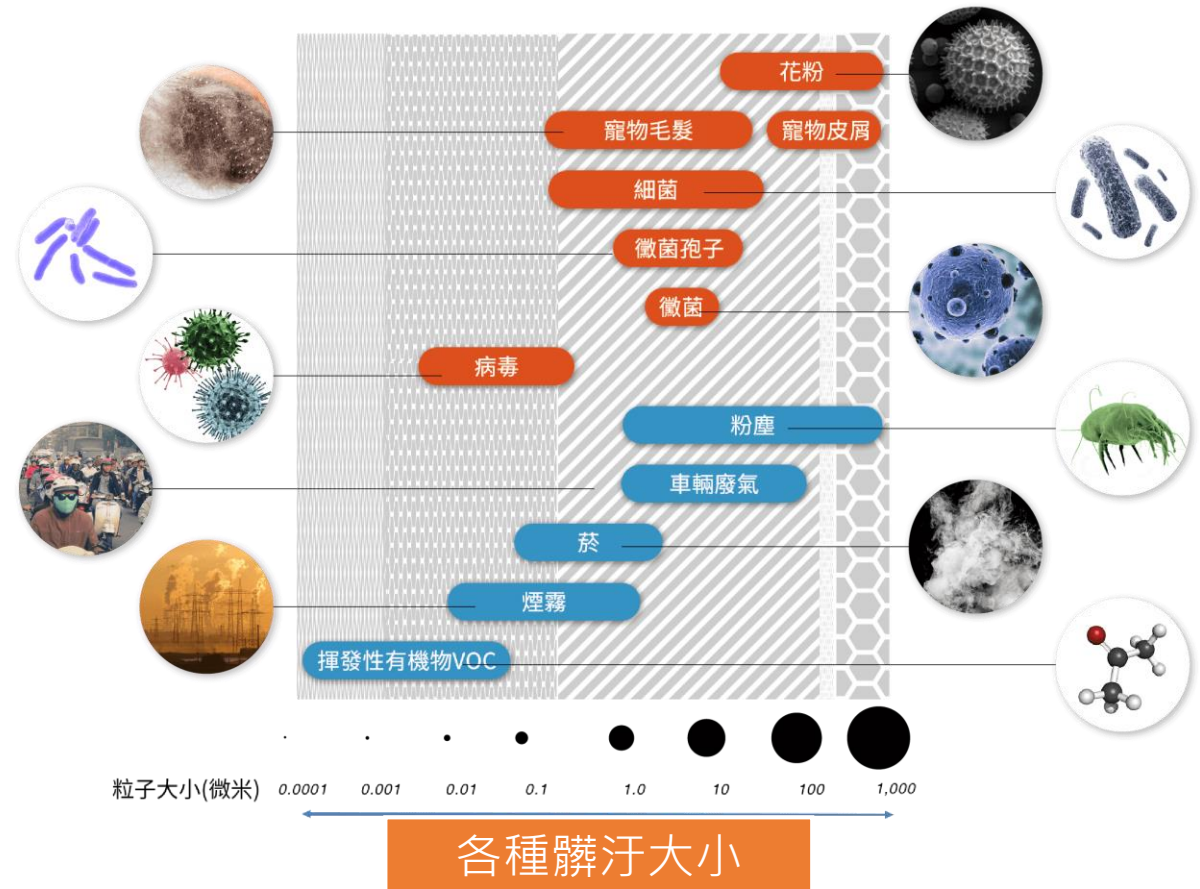 花粉
寵物毛髮 寵物皮屑
細菌
黴菌孢子
黴菌
病毒
粉塵
車輛廢氣
菸
煙霧
揮發性有機物VOC
粒子大小(微米) 0.0001 0.001 0.01 0.1 1.0 10 100 1,000
各種髒汙大小